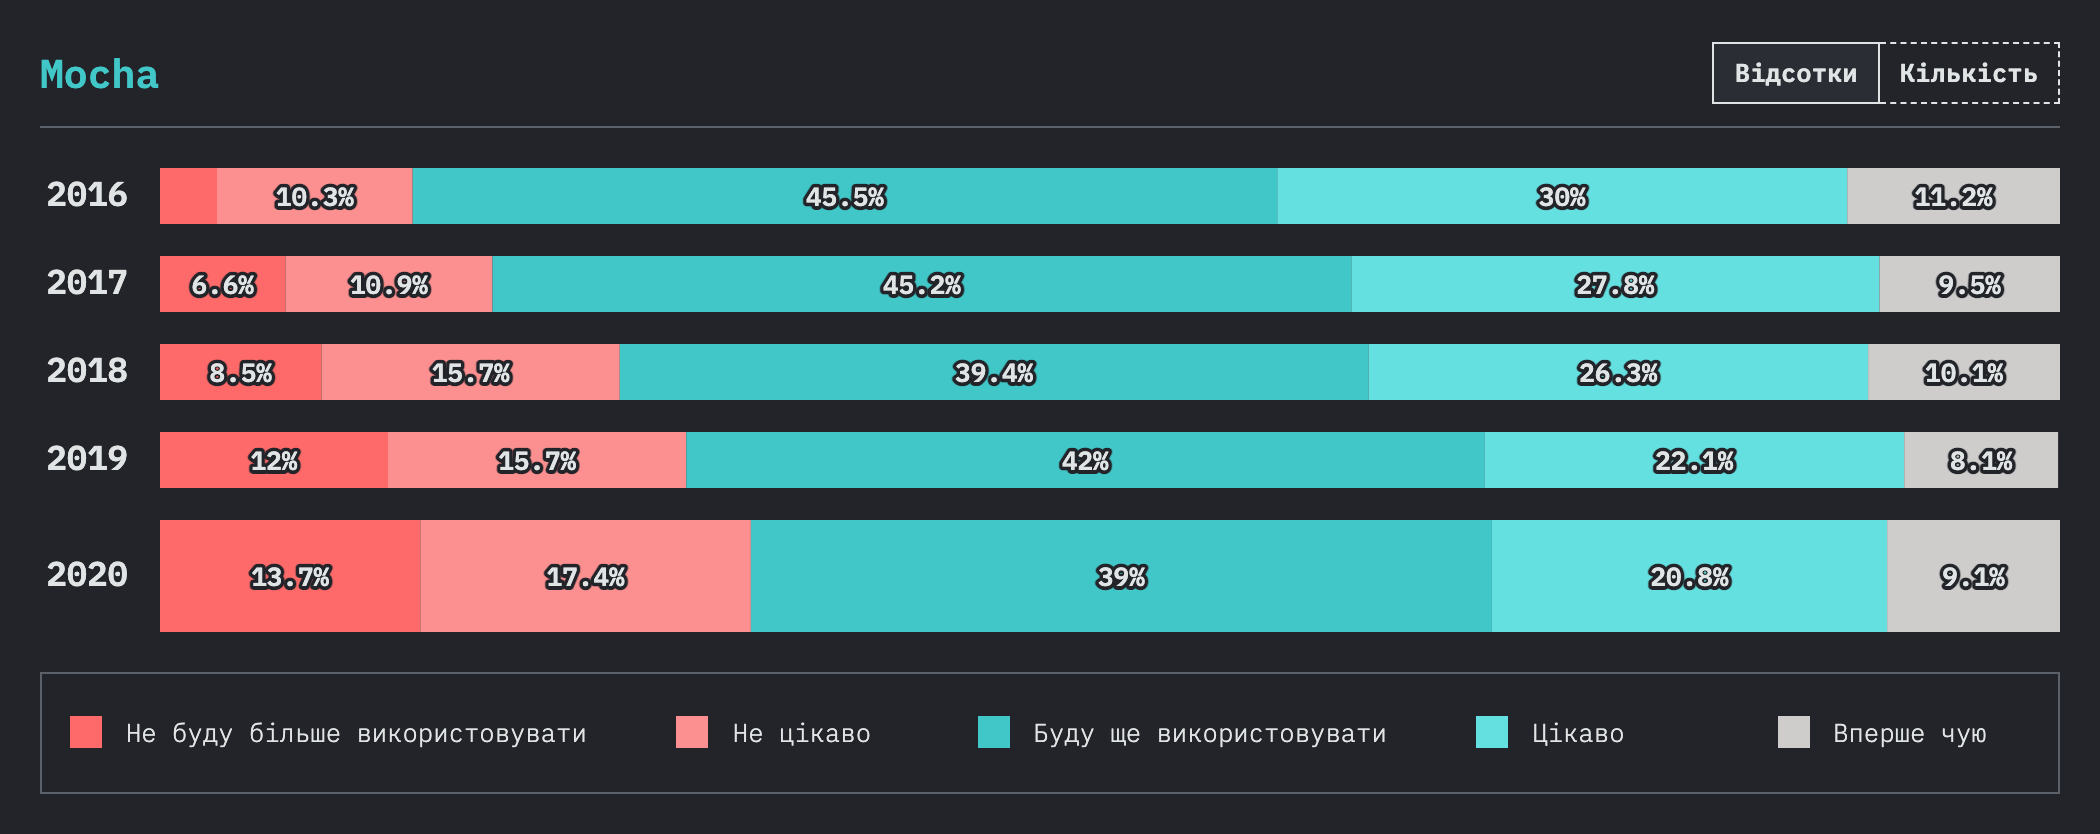 Mocha
Відсотки Кількість
2016 10.3% 45.5% 30% 11.2%
2017 6.6% 10.9% 45.2% 27.8% 9.5%
2018 8.5% 15.7% 39.4% 26.3% 10.1%
2019 12% 15.7% 42% 22.1% 8.1%
2020 13.7% 17.4% 39% 20.8% 9.1%
Не буду більше використовувати Не цікаво Буду ще використовувати Цікаво Вперше чую